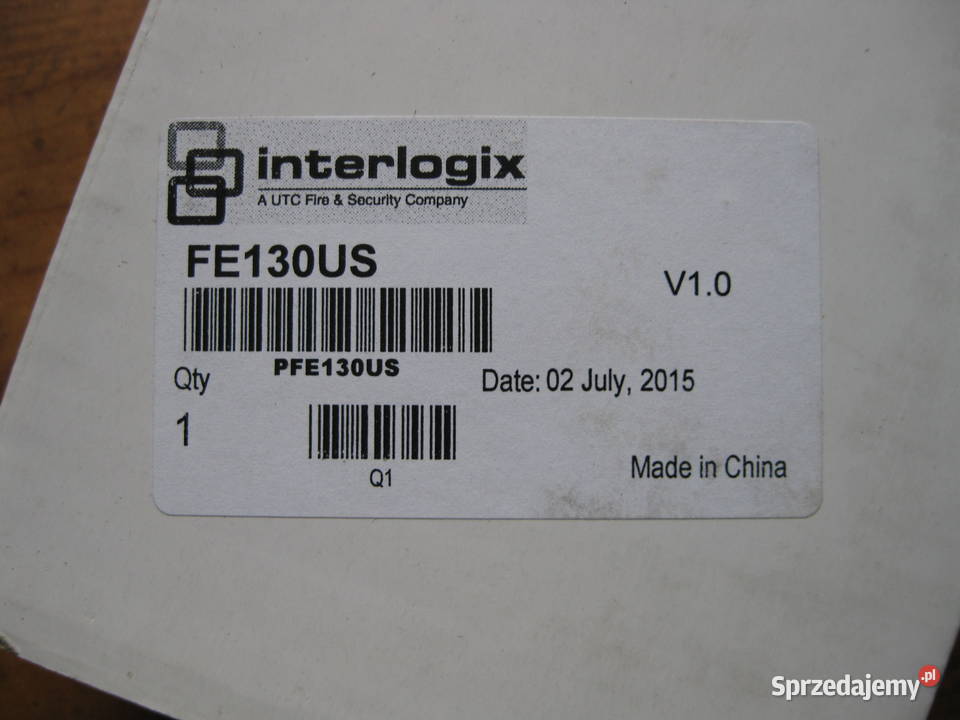 interlogix
A UTC Fire & Security Company
FE130US
V1.0
PFE130US
Qty
Date: 02 July, 2015
1
Q1
Made in China
Sprzedajemy.pl